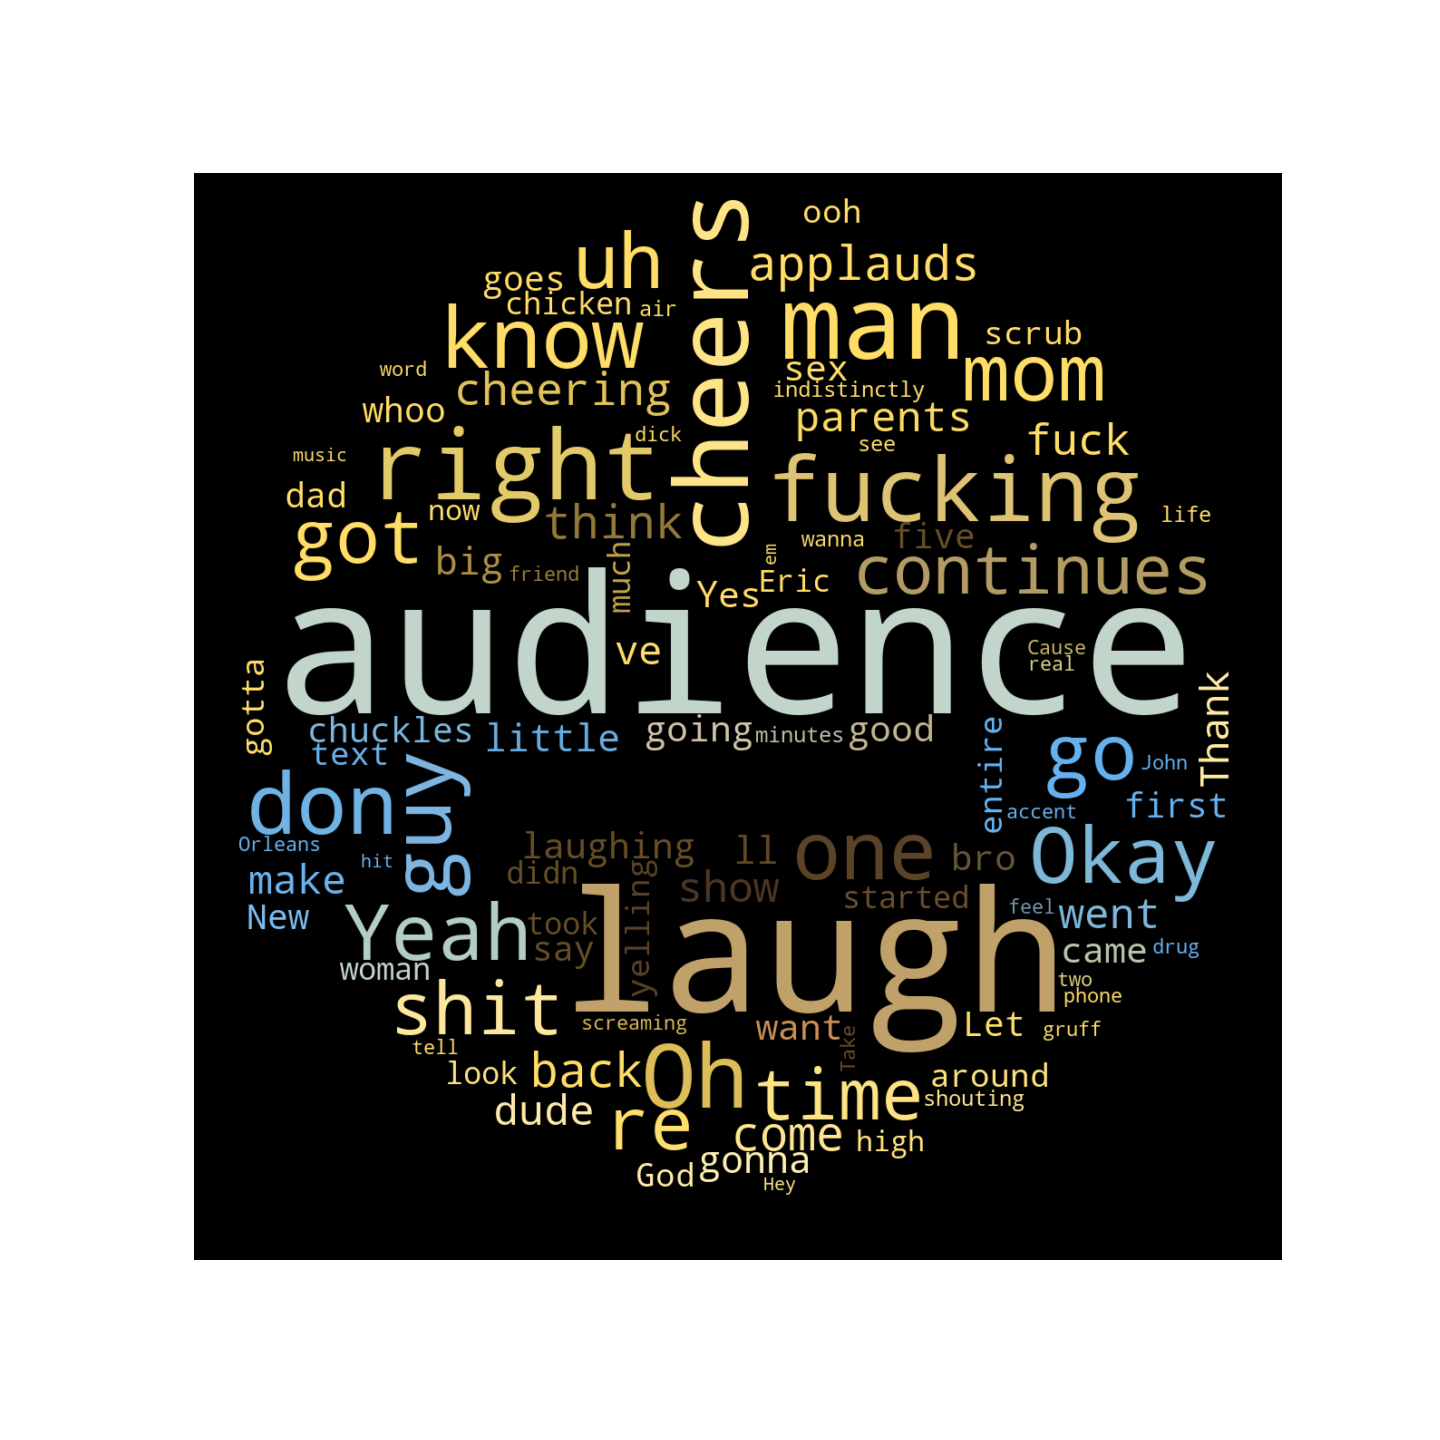 ooh
cheers
uh
applauds
goes
chicken
air
man
know
scrub
mom
word
sex
cheering
indistinctly
whoo
parents
dick
fuck
see
music
right
fucking
dad
now
think
life
got
wanna
five
big
friend
much
em
Yes
Eric
continues
audience
ve
Cause
real
gotta
Thank
chuckles
little
going
minutes
good
text
entire
go
John
don
guy
accent
first
Orleans
hit
laughing
ll
one
bro
Okay
make
didn
yelling
show
started
New
Yeah
took
say
laugh
feel
went
came
drug
woman
two
phone
shit
screaming
want
Take
Let
gruff
tell
look
back
Oh
time
around
shouting
dude
re
come
high
God
gonna
Hey